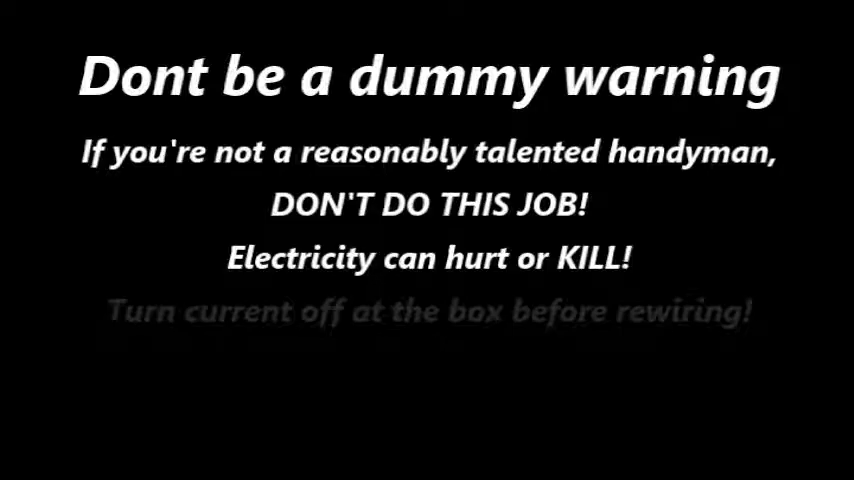 Dont be a dummy warning
If you're not a reasonably talented handyman,
DON'T DO THIS JOB!
Electricity can hurt or KILL!
Turn current off at the box before rewiring!